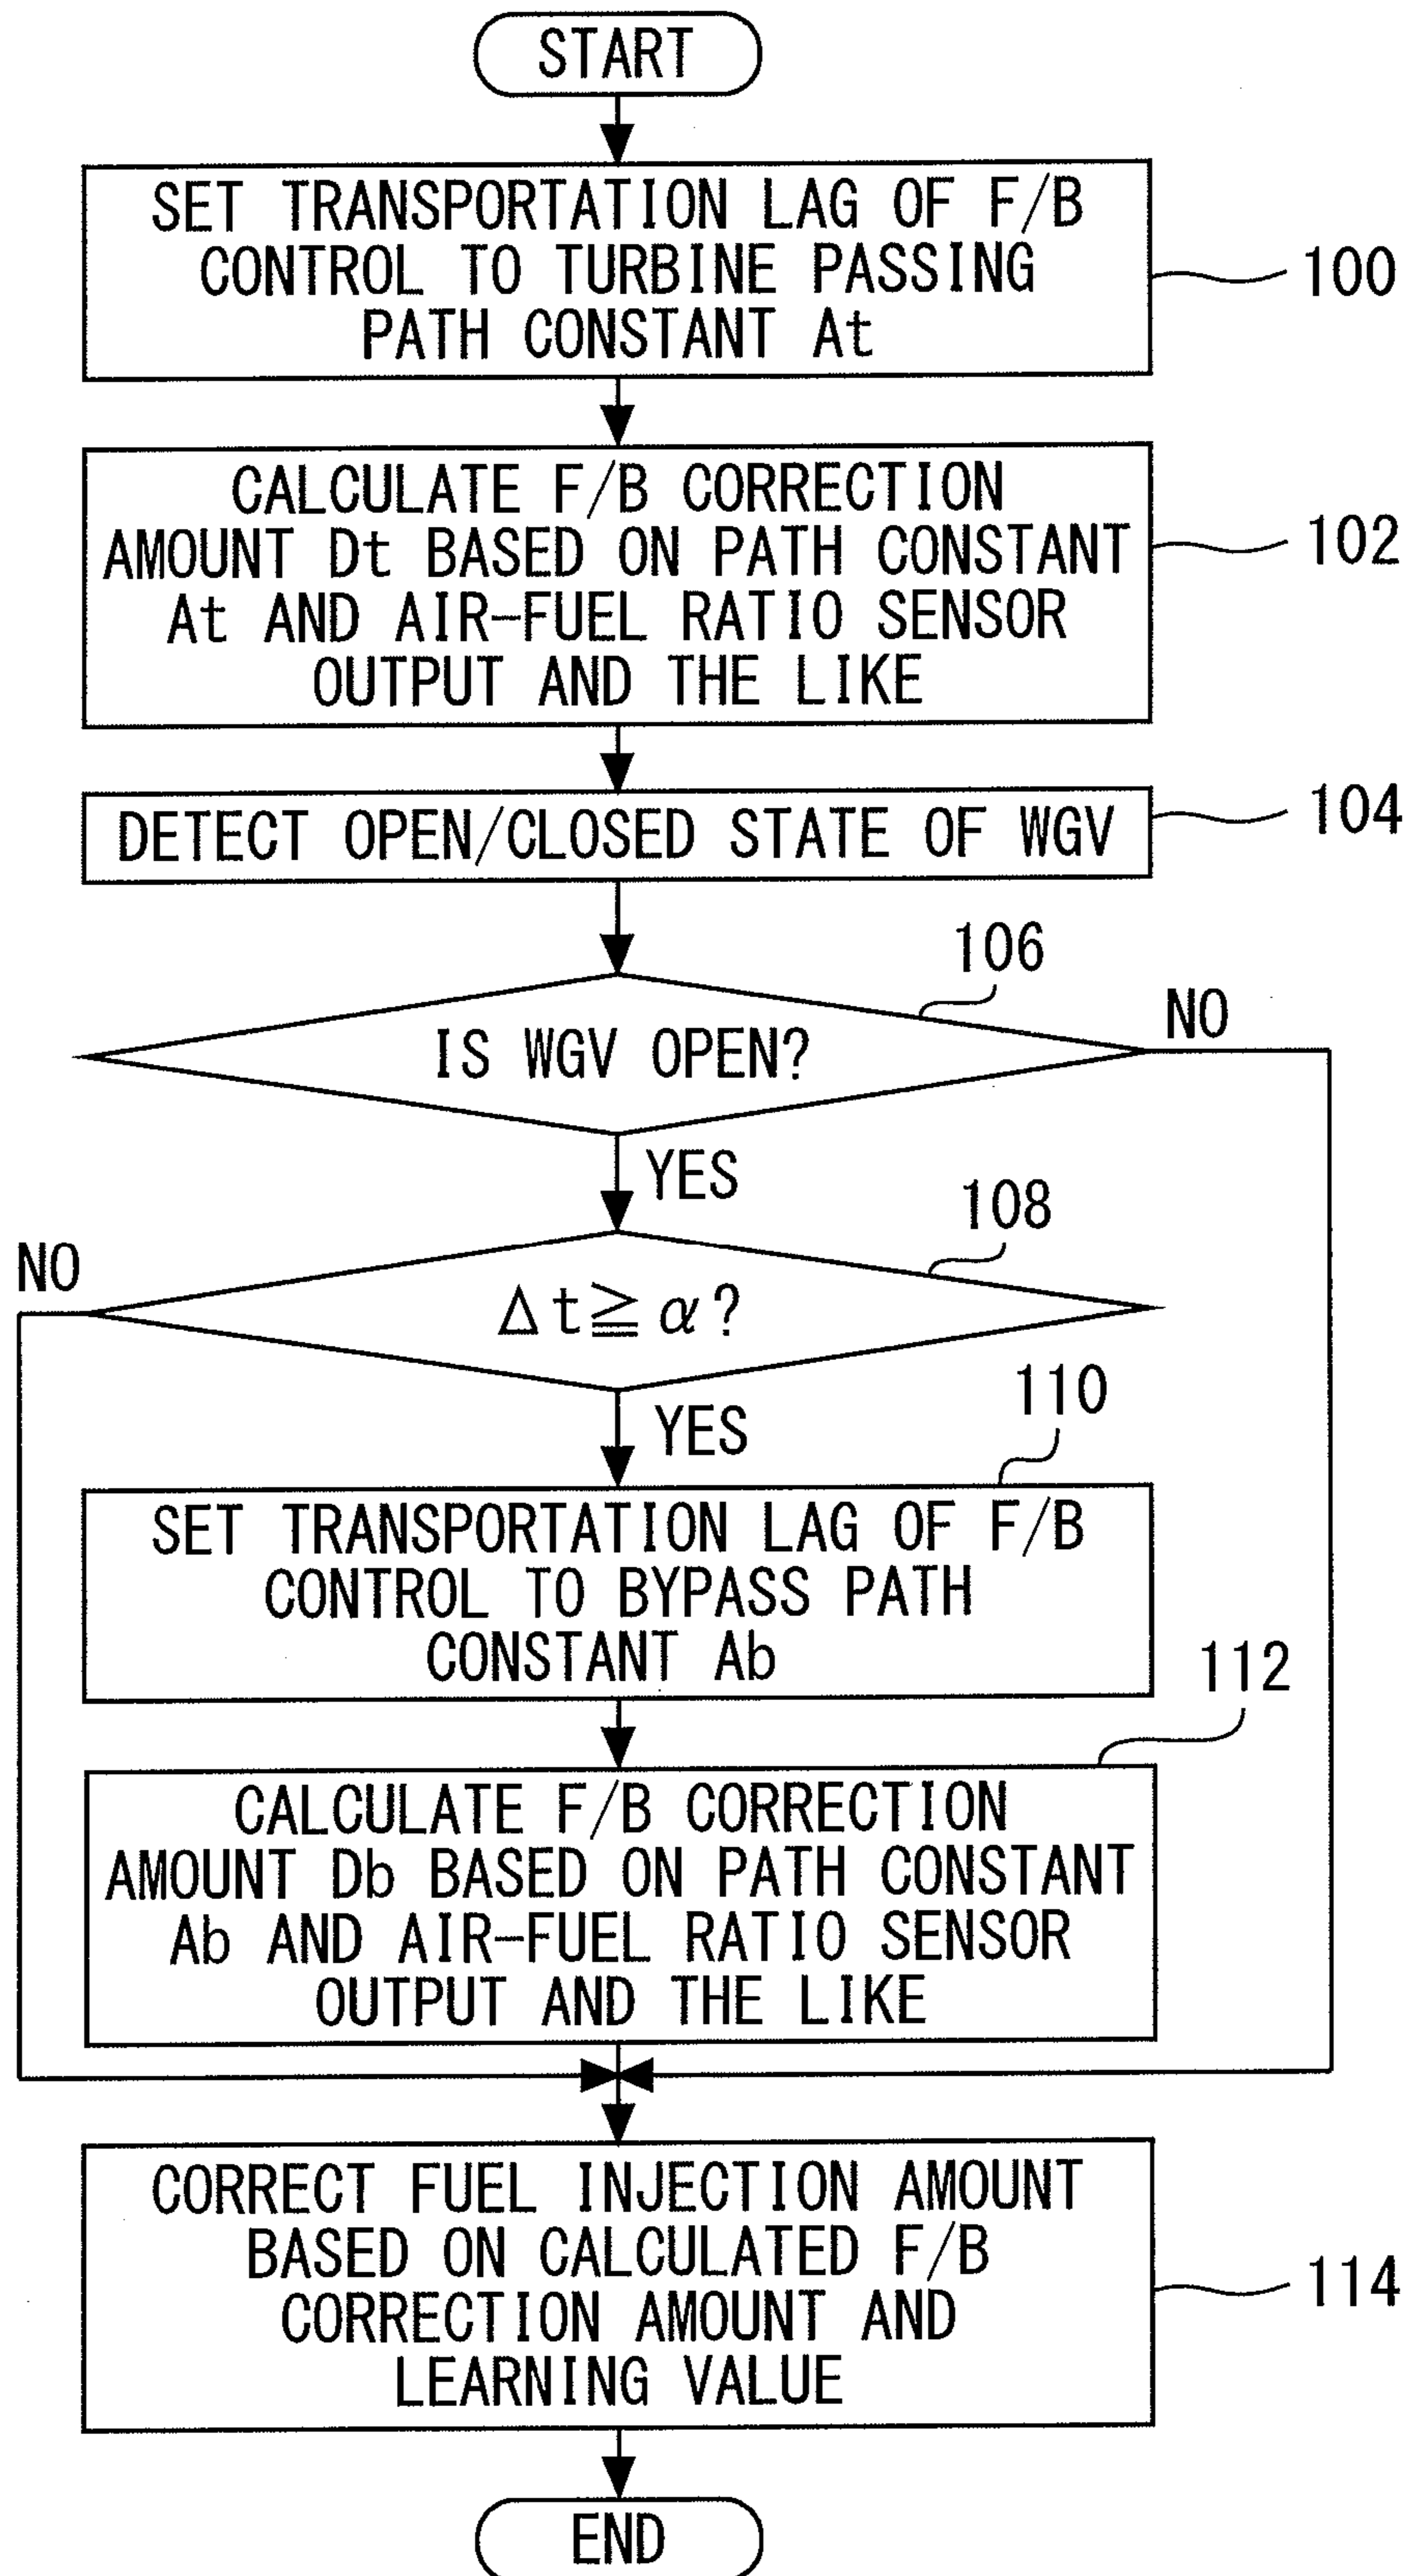 START
SET TRANSPORTATION LAG OF F/B
CONTROL TO TURBINE PASSING
PATH CONSTANT At
100
CALCULATE F/B CORRECTION
AMOUNT Dt BASED ON PATH CONSTANT
At AND AIR-FUEL RATIO SENSOR
OUTPUT AND THE LIKE
102
DETECT OPEN/CLOSED STATE OF WGV
104
106
IS WGV OPEN?
NO
YES
108
NO
Δt≧α?
YES
110
SET TRANSPORTATION LAG OF F/B
CONTROL TO BYPASS PATH
CONSTANT Ab
112
CALCULATE F/B CORRECTION
AMOUNT Db BASED ON PATH CONSTANT
Ab AND AIR-FUEL RATIO SENSOR
OUTPUT AND THE LIKE
CORRECT FUEL INJECTION AMOUNT
BASED ON CALCULATED F/B
CORRECTION AMOUNT AND
LEARNING VALUE
114
END